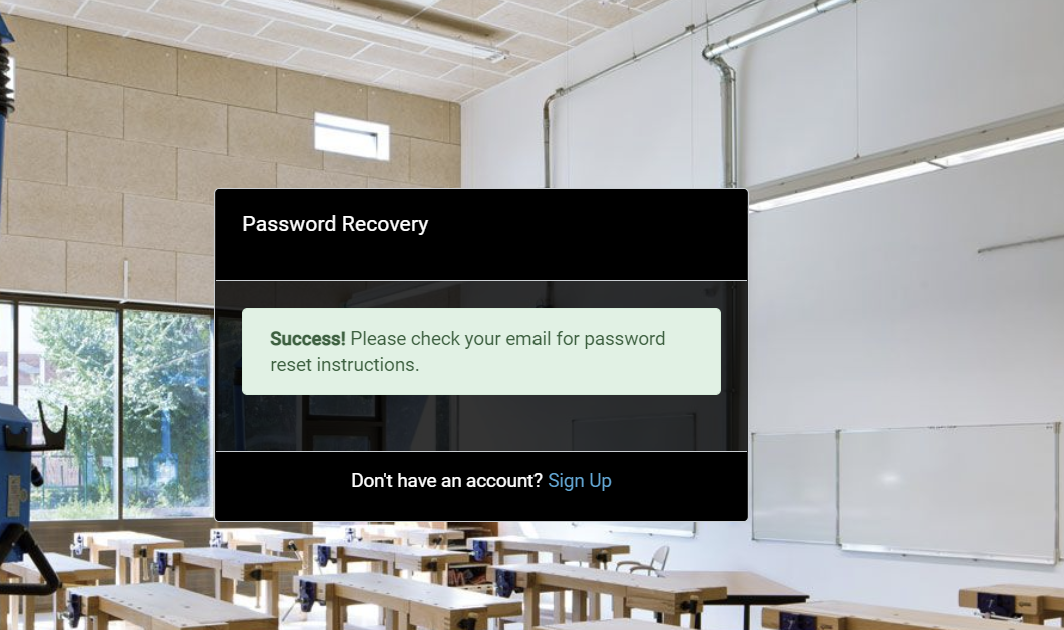 Password Recovery
Success! Please check your email for password
reset instructions.
Don't have an account? Sign Up